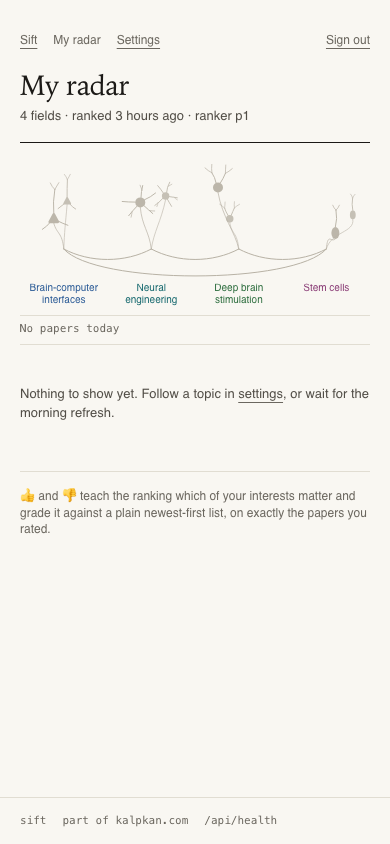 Sift My radar Settings Sign out
My radar
4 fields · ranked 3 hours ago · ranker p1
Brain-computer
interfaces
Neural
engineering
Deep brain
stimulation
Stem cells
No papers today
Nothing to show yet. Follow a topic in settings, or wait for the
morning refresh.
👍 and 👎 teach the ranking which of your interests matter and
grade it against a plain newest-first list, on exactly the papers you
rated.
sift part of kalpkan.com /api/health